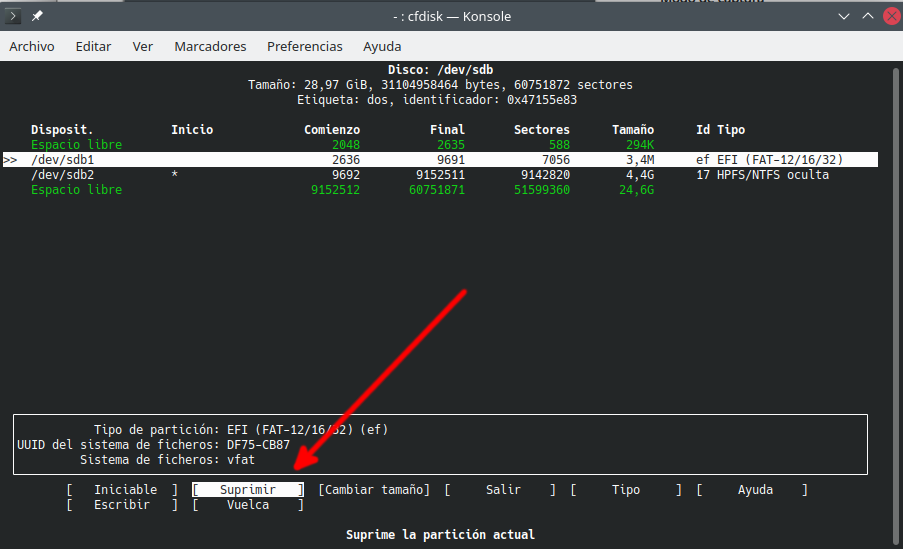 - : cfdisk — Konsole
Archivo Editar Ver Marcadores Preferencias Ayuda
Disco: /dev/sdb
Tamaño: 28,97 GiB, 31104958464 bytes, 60751872 sectores
Etiqueta: dos, identificador: 0x47155e83
Disposit. Inicio Comienzo Final Sectores Tamaño Id Tipo
Espacio libre 2048 2635 588 294K
>> /dev/sdb1 2636 9691 7056 3,4M ef EFI (FAT-12/16/32)
/dev/sdb2 * 9692 9152511 9142820 4,4G 17 HPFS/NTFS oculta
Espacio libre 9152512 60751871 51599360 24,6G
Tipo de partición: EFI (FAT-12/16/32) (ef)
UUID del sistema de ficheros: DF75-CB87
Sistema de ficheros: vfat
[ Iniciable ] [ Suprimir ] [Cambiar tamaño] [ Salir ] [ Tipo ] [ Ayuda ]
[ Escribir ] [ Vuelca ]
Suprime la partición actual